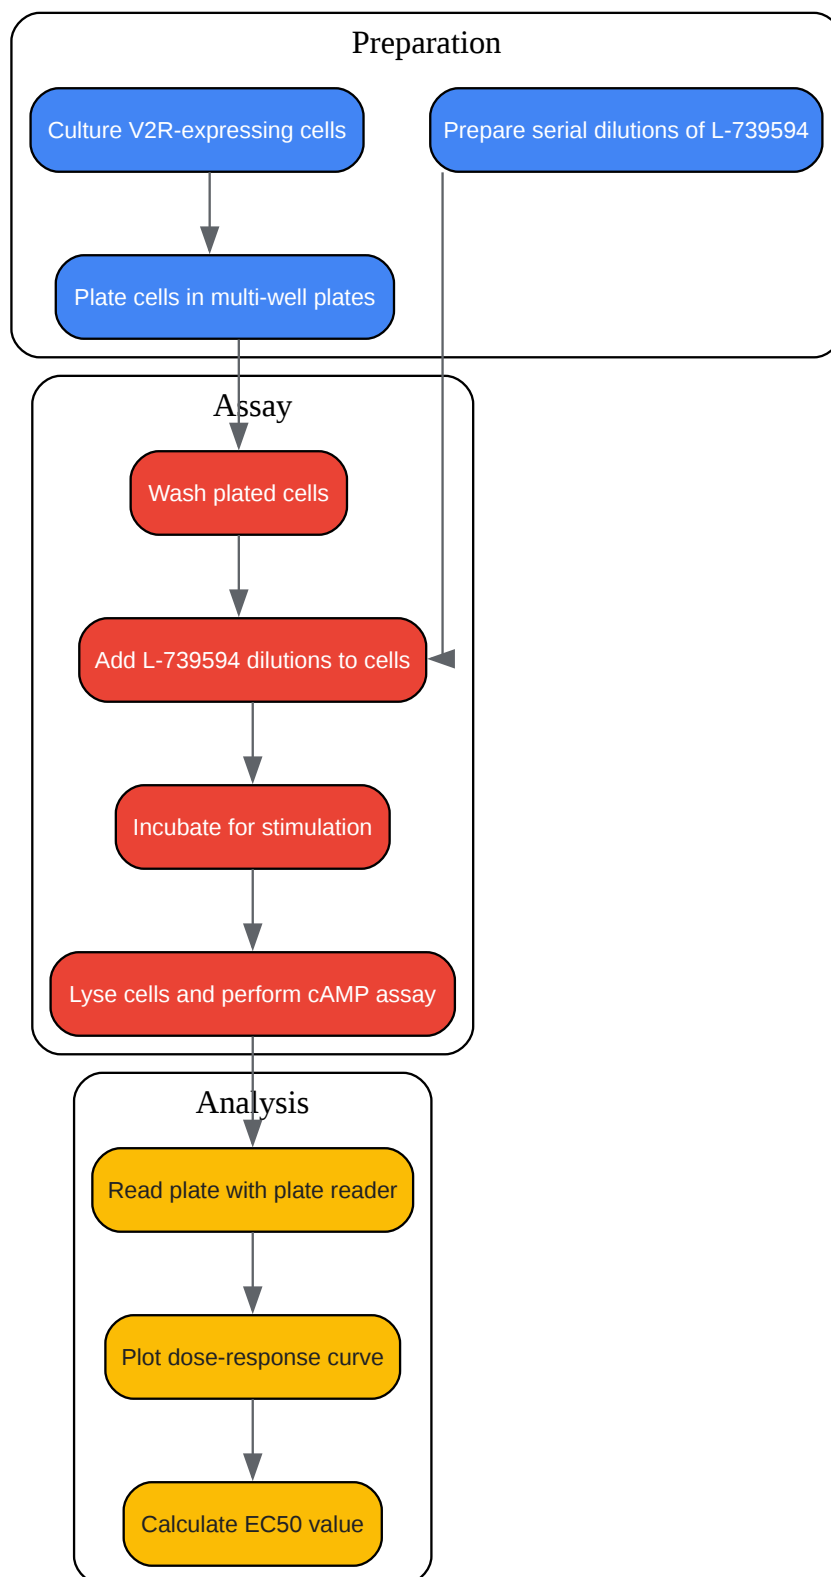 Preparation
Culture V2R-expressing cells
Prepare serial dilutions of L-739594
Plate cells in multi-well plates
Assay
Wash plated cells
Add L-739594 dilutions to cells
Incubate for stimulation
Lyse cells and perform cAMP assay
Analysis
Read plate with plate reader
Plot dose-response curve
Calculate EC50 value